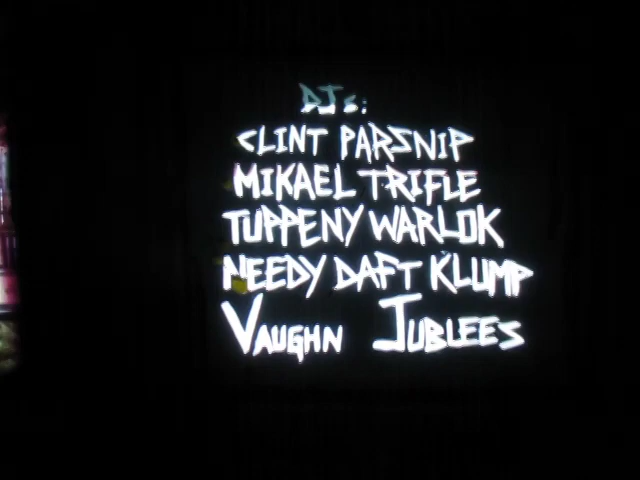 DJs:
CLINT PARSNIP
MIKAEL TRIFLE
TUPPENY WARLOK
NEEDY DAFT KLUMP
VAUGHN JUBLEES